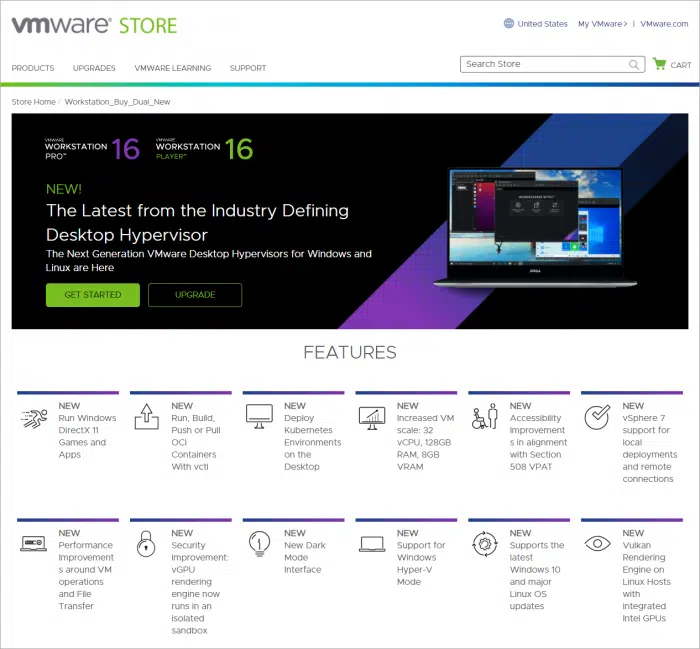 vmware® STORE
United States My VMware > | VMware.com
PRODUCTS UPGRADES VMWARE LEARNING SUPPORT
Search Store
CART
Store Home / Workstation_Buy_Dual_New
VMWARE WORKSTATION PRO™ 16
VMWARE WORKSTATION PLAYER™ 16
NEW!
The Latest from the Industry Defining
Desktop Hypervisor
The Next Generation VMware Desktop Hypervisors for Windows and
Linux are Here
GET STARTED
UPGRADE
DELL
FEATURES
NEW
Run Windows
DirectX 11
Games and
Apps
NEW
Run, Build,
Push or Pull
OCI
Containers
With vctl
NEW
Deploy
Kubernetes
Environments
on the
Desktop
NEW
Increased VM
scale: 32
vCPU, 128GB
RAM, 8GB
VRAM
NEW
Accessibility
Improvement
s in alignment
with Section
508 VPAT
NEW
vSphere 7
support for
local
deployments
and remote
connections
NEW
Performance
Improvement
s around VM
operations
and File
Transfer
NEW
Security
Improvement:
vGPU
rendering
engine now
runs in an
isolated
sandbox
NEW
New Dark
Mode
Interface
NEW
Support for
Windows
Hyper-V
Mode
NEW
Supports the
latest
Windows 10
and major
Linux OS
updates
NEW
Vulkan
Rendering
Engine on
Linux Hosts
with
integrated
Intel GPUs